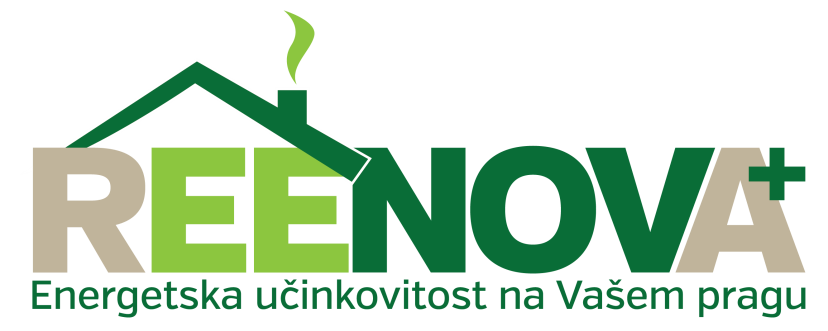 REENOVA+
Energetska učinkovitost na Vašem pragu